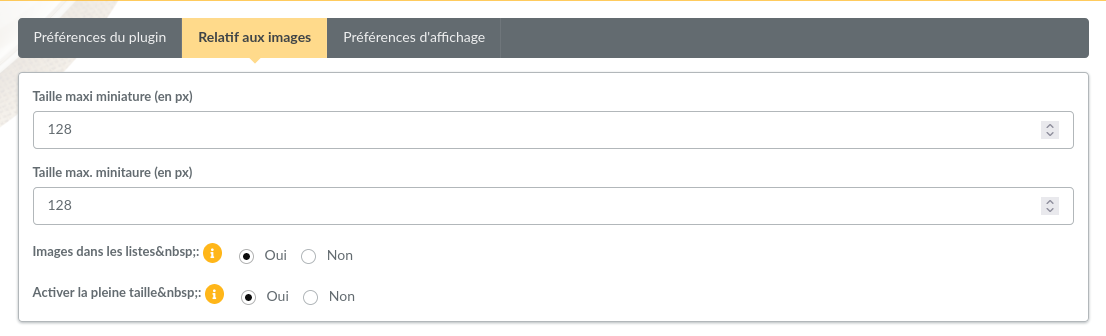 Préférences du plugin
Relatif aux images
Préférences d'affichage
Taille maxi miniature (en px)
128
Taille max. minitaure (en px)
128
Images dans les listes&nbsp;: i Oui Non
Activer la pleine taille&nbsp;: i Oui Non